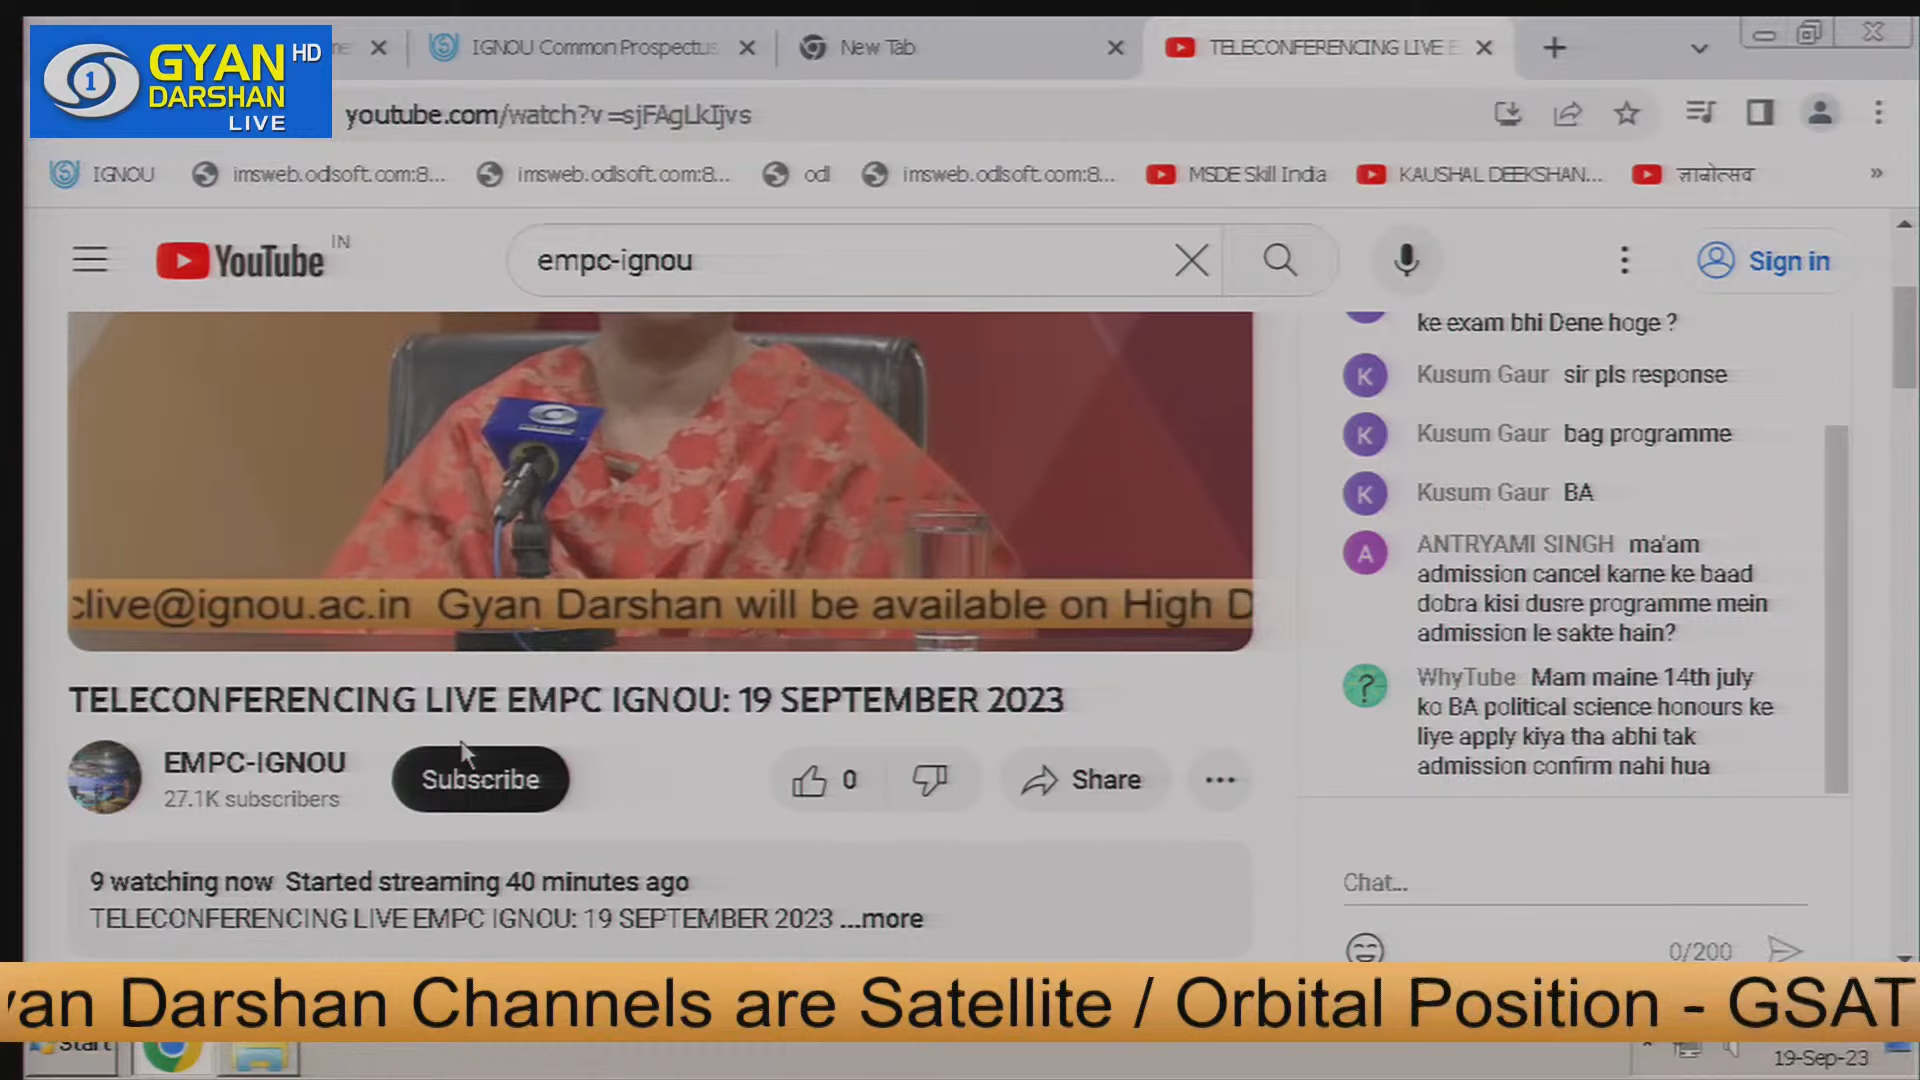 GYAN HD
DARSHAN
LIVE
1
IGNOU Common Prospectus
New Tab
TELECONFERENCING LIVE E
youtube.com/watch?v=sjFAgLkIjvs
IGNOU
imsweb.odlsoft.com:8...
imsweb.odlsoft.com:8...
odl
imsweb.odlsoft.com:8...
MSDE Skill India
KAUSHAL DEEKSHAN...
ज्ञानोत्सव
»
YouTube IN
empc-ignou
Sign in
ke exam bhi Dene hoge ?
K Kusum Gaur sir pls response
K Kusum Gaur bag programme
K Kusum Gaur BA
A ANTRYAMI SINGH ma'am
admission cancel karne ke baad
dobra kisi dusre programme mein
admission le sakte hain?
? WhyTube Mam maine 14th july
ko BA political science honours ke
liye apply kiya tha abhi tak
admission confirm nahi hua
clive@ignou.ac.in Gyan Darshan will be available on High D
TELECONFERENCING LIVE EMPC IGNOU: 19 SEPTEMBER 2023
EMPC-IGNOU
27.1K subscribers
Subscribe
0
Share
9 watching now Started streaming 40 minutes ago
TELECONFERENCING LIVE EMPC IGNOU: 19 SEPTEMBER 2023 ...more
Chat...
0/200
yan Darshan Channels are Satellite / Orbital Position - GSAT
Start
19-Sep-23